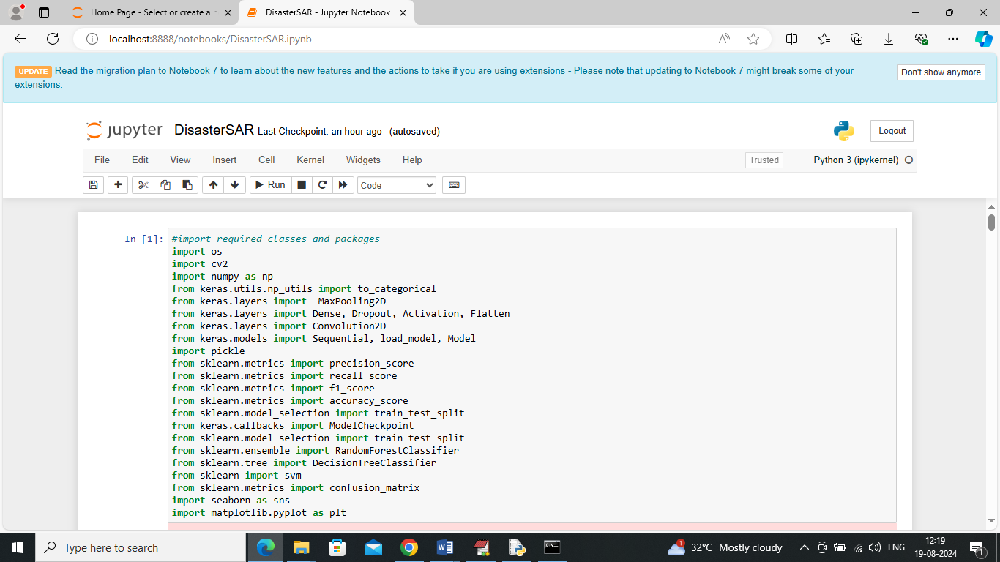 Home Page - Select or create a n
DisasterSAR - Jupyter Notebook
localhost:8888/notebooks/DisasterSAR.ipynb
UPDATE Read the migration plan to Notebook 7 to learn about the new features and the actions to take if you are using extensions - Please note that updating to Notebook 7 might break some of your
extensions.
Don't show anymore
jupyter DisasterSAR Last Checkpoint: an hour ago (autosaved)
Logout
File Edit View Insert Cell Kernel Widgets Help
Trusted
Python 3 (ipykernel)
Run
Code
In [1]:
#import required classes and packages
import os
import cv2
import numpy as np
from keras.utils.np_utils import to_categorical
from keras.layers import  MaxPooling2D
from keras.layers import Dense, Dropout, Activation, Flatten
from keras.layers import Convolution2D
from keras.models import Sequential, load_model, Model
import pickle
from sklearn.metrics import precision_score
from sklearn.metrics import recall_score
from sklearn.metrics import f1_score
from sklearn.metrics import accuracy_score
from sklearn.model_selection import train_test_split
from keras.callbacks import ModelCheckpoint
from sklearn.model_selection import train_test_split
from sklearn.ensemble import RandomForestClassifier
from sklearn.tree import DecisionTreeClassifier
from sklearn import svm
from sklearn.metrics import confusion_matrix
import seaborn as sns
import matplotlib.pyplot as plt
Type here to search
1
32°C Mostly cloudy
ENG
12:19
19-08-2024
1